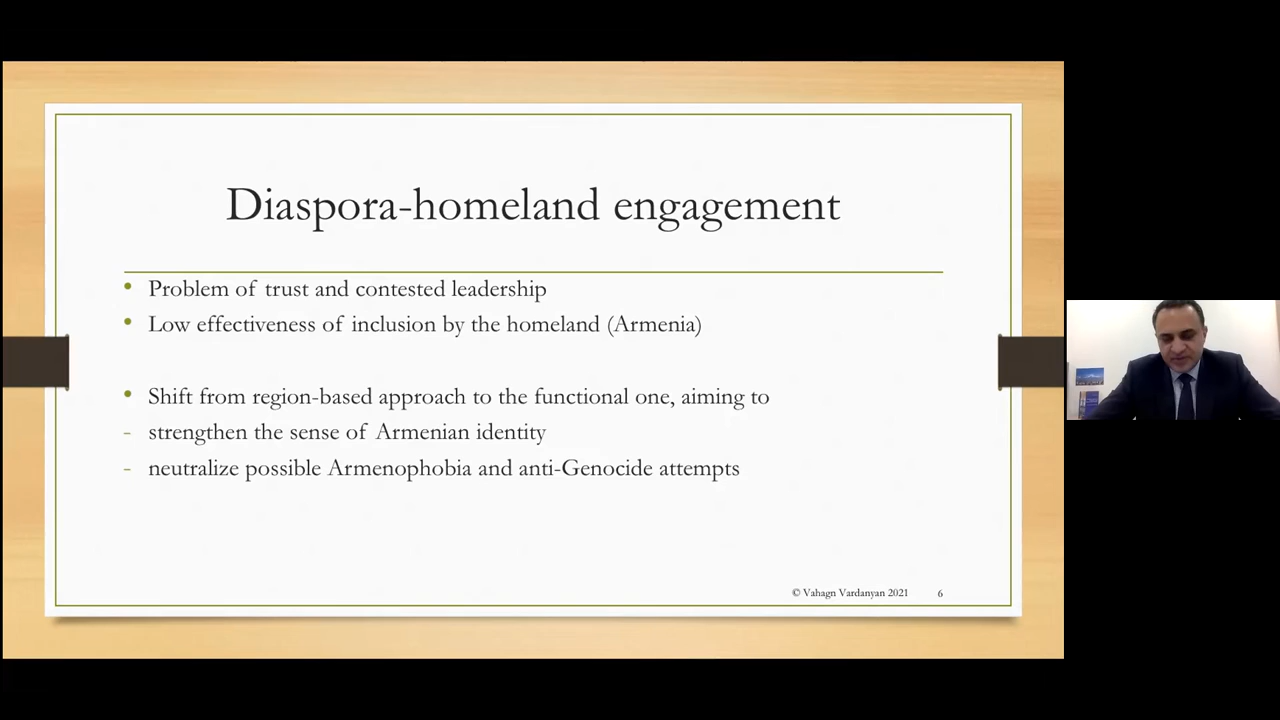 Diaspora-homeland engagement
• Problem of trust and contested leadership
• Low effectiveness of inclusion by the homeland (Armenia)
• Shift from region-based approach to the functional one, aiming to
- strengthen the sense of Armenian identity
- neutralize possible Armenophobia and anti-Genocide attempts
© Vahagn Vardanyan 2021 6